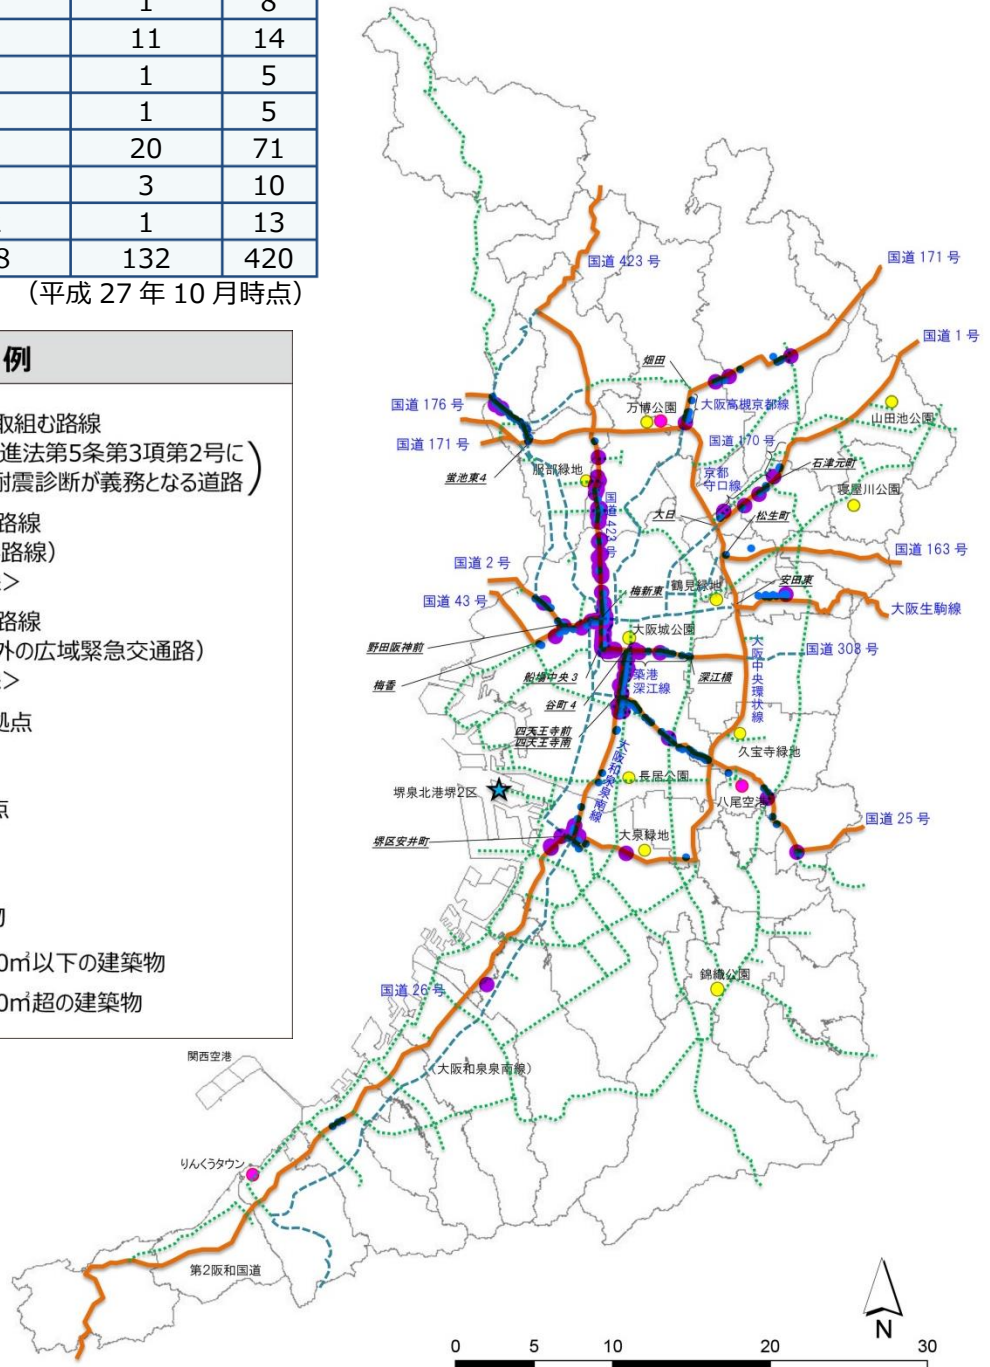 1 8
11 14
1 5
1 5
20 71
3 10
1 13
8 132 420
（平成 27 年 10 月時点）
例
取組む路線
進法第5条第3項第2号に
耐震診断が義務となる道路）
路線
路線）
＞
路線
外の広域緊急交通路）
＞
点
物
0㎡以下の建築物
0㎡超の建築物
国道 423 号
国道 171 号
国道 1 号
畑田
国道 176 号
万博公園
大阪高槻京都線
山田池公園
国道 171 号
国道 170 号
服部緑地
京都
守口線
石津元町
蛍池東4
寝屋川公園
国道 423 号
大日
松生町
国道 163 号
国道 2 号
梅新東
鶴見緑地
安田東
国道 43 号
大阪生駒線
大阪城公園
野田阪神前
国道 308 号
大阪中央環状線
梅香
船場中央 3
築港
深江線
深江橋
谷町 4
四天王寺前
四天王寺南
久宝寺緑地
大阪和泉泉南線
長居公園
堺泉北港堺2区
八尾空港
国道 25 号
堺区安井町
大泉緑地
国道 26 号
錦織公園
関西空港
（大阪和泉泉南線）
りんくうタウン
第2阪和国道
N
0 5 10 20 30